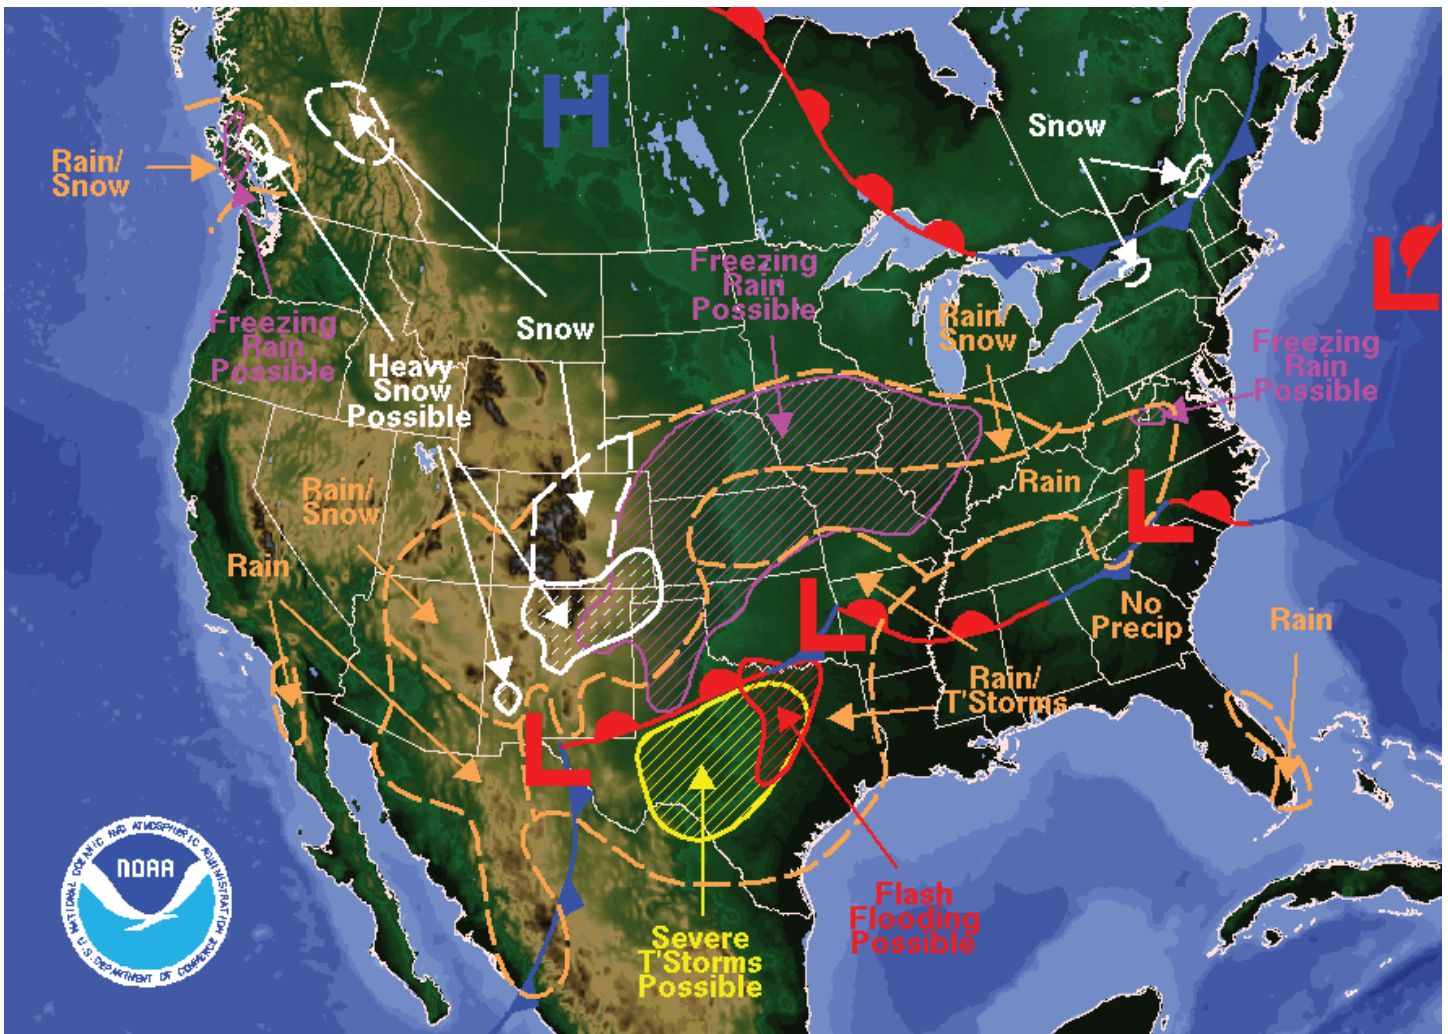 H
Snow
Rain/
Snow
Freezing
Rain
Possible
L
Rain/
Snow
Snow
Freezing
Rain
Possible
Heavy
Snow
Possible
Freezing
Rain
Possible
Rain/
Snow
Rain
L
Rain
L
No
Precip
Rain
Rain/
T'Storms
L
NOAA
NATIONAL OCEANIC AND ATMOSPHERIC ADMINISTRATION
U.S. DEPARTMENT OF COMMERCE
Flash
Flooding
Possible
Severe
T'Storms
Possible